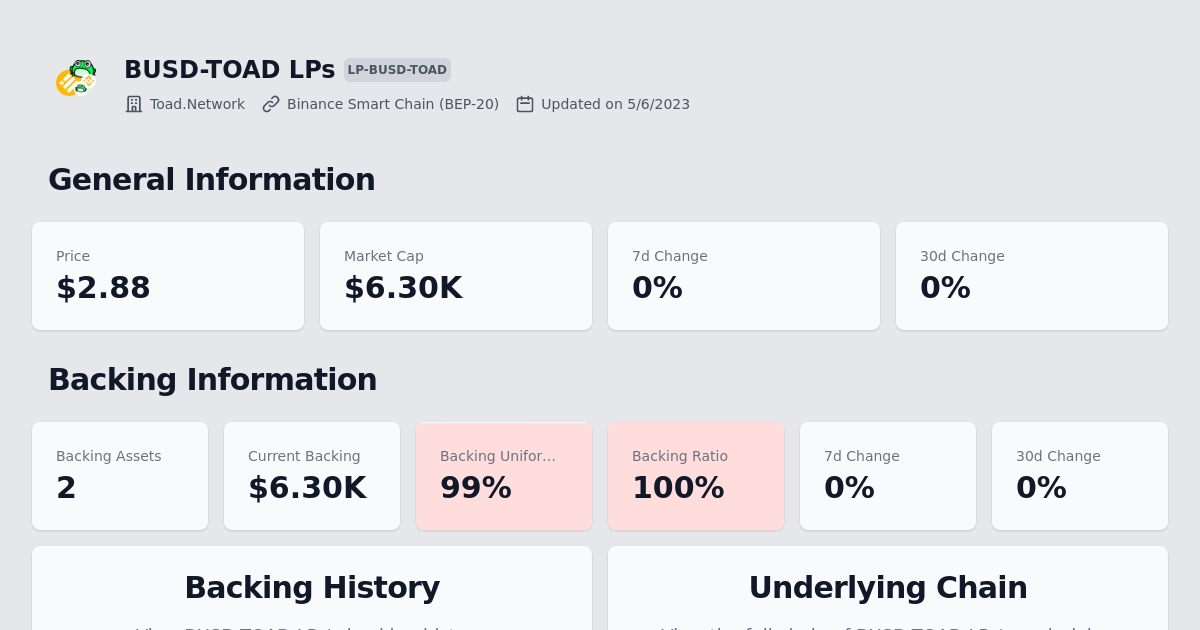 BUSD-TOAD LPs LP-BUSD-TOAD
Toad.Network Binance Smart Chain (BEP-20) Updated on 5/6/2023
General Information
Price Market Cap 7d Change 30d Change
$2.88 $6.30K 0% 0%
Backing Information
Backing Assets Current Backing Backing Unifor... Backing Ratio 7d Change 30d Change
2 $6.30K 99% 100% 0% 0%
Backing History Underlying Chain